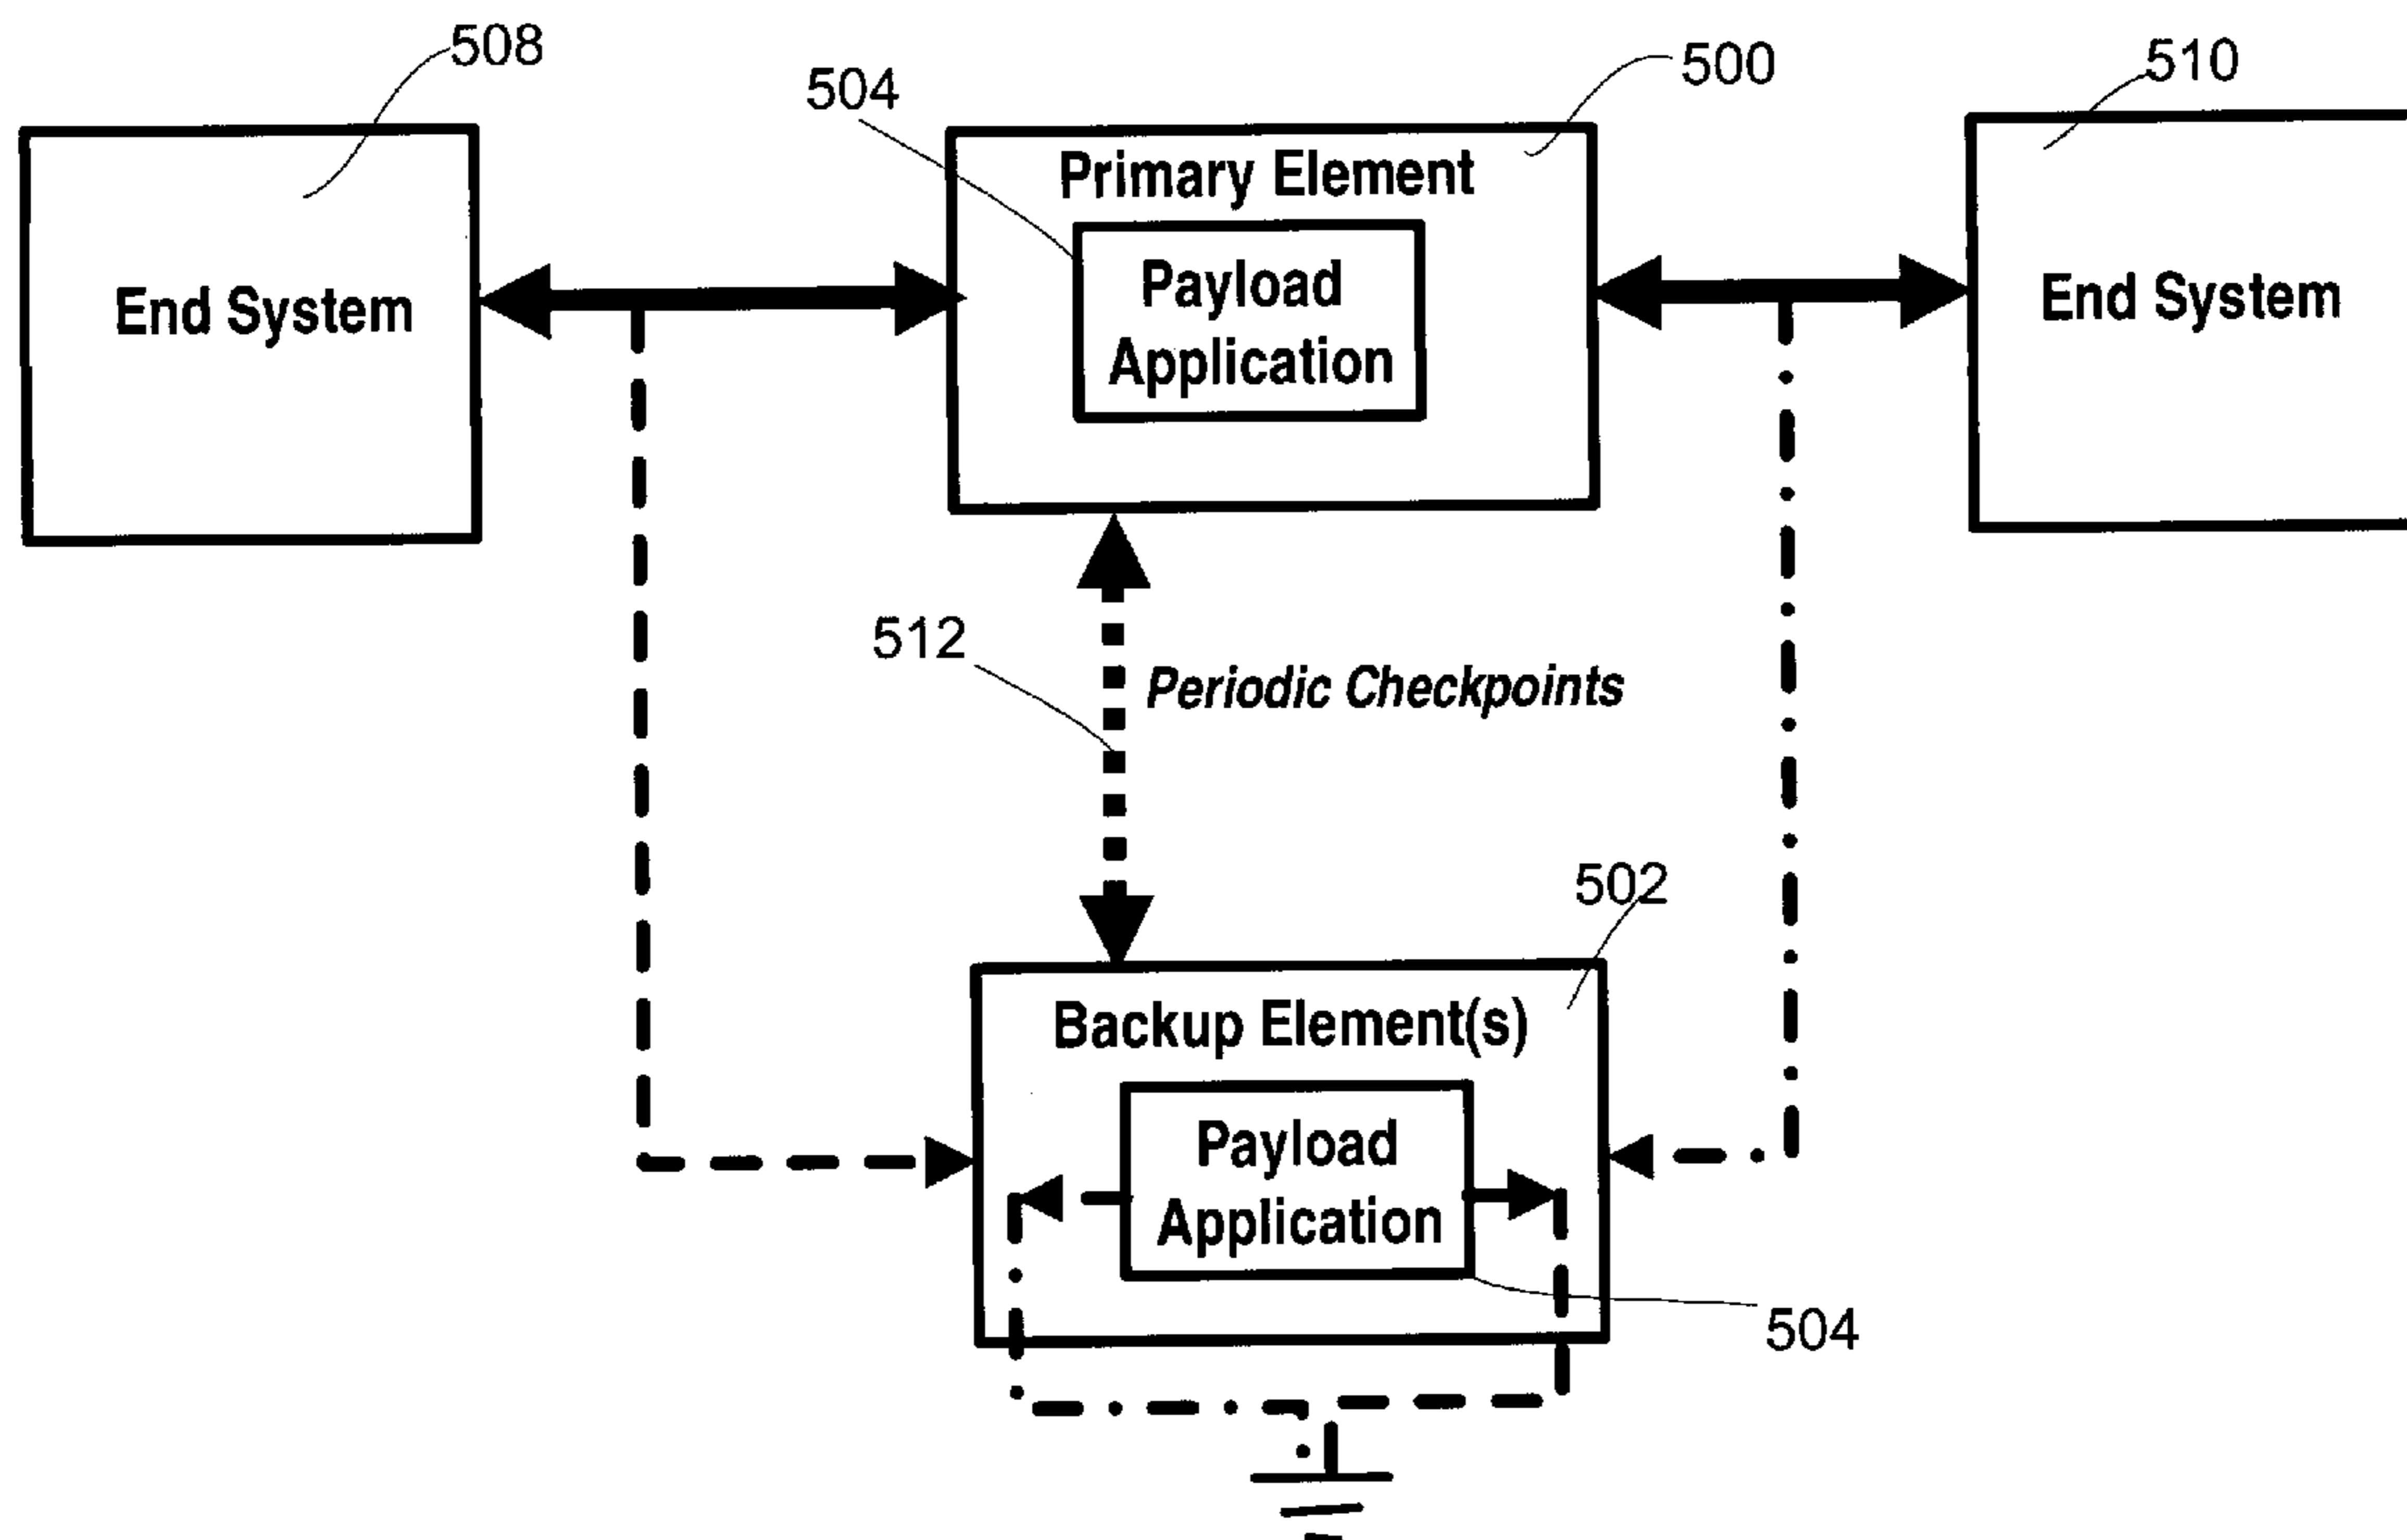 508
504
500
510
Primary Element
End System
Payload
Application
End System
512
Periodic Checkpoints
502
Backup Element(s)
Payload
Application
504